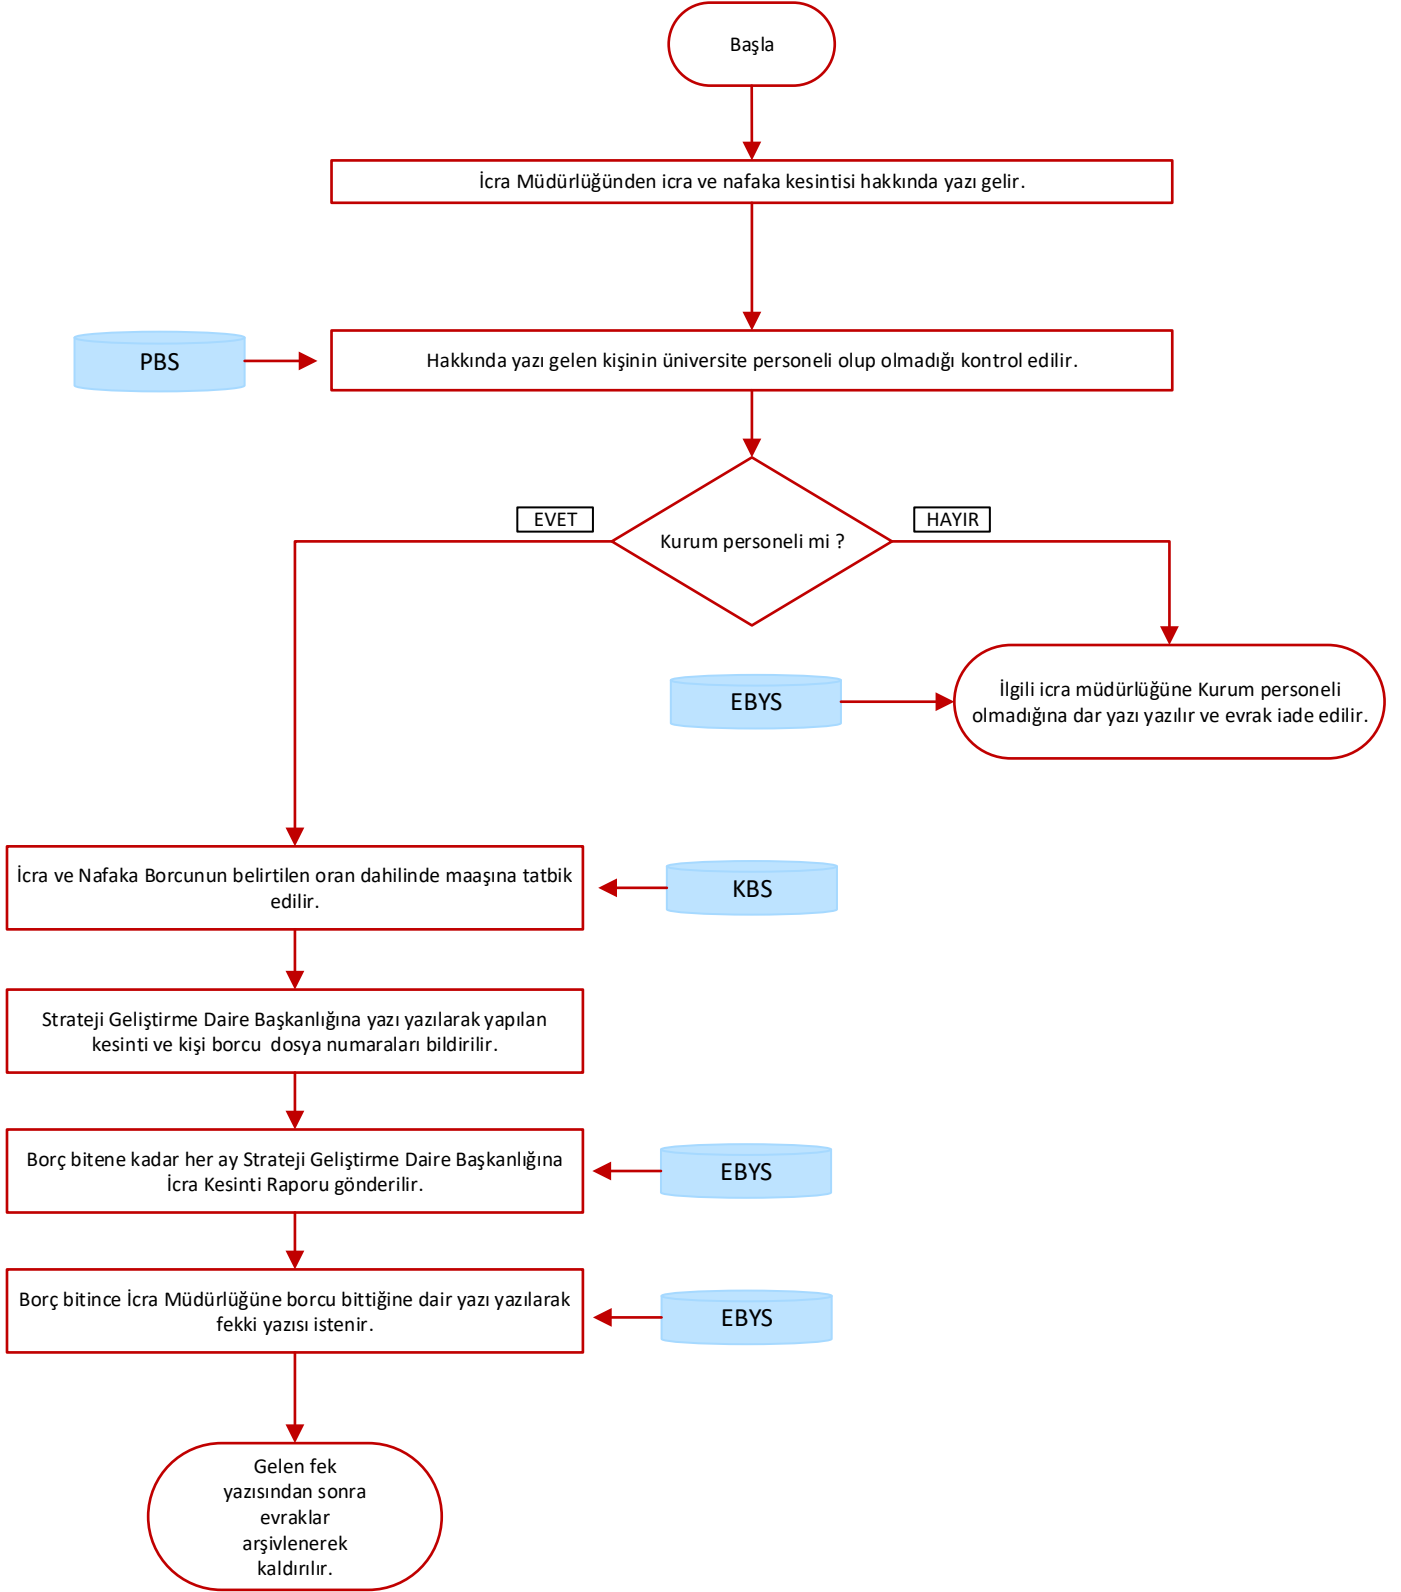 Başla
İcra Müdürlüğünden icra ve nafaka kesintisi hakkında yazı gelir.
PBS
Hakkında yazı gelen kişinin üniversite personeli olup olmadığı kontrol edilir.
EVET
HAYIR
Kurum personeli mi ?
EBYS
İlgili icra müdürlüğüne Kurum personeli
olmadığına dar yazı yazılır ve evrak iade edilir.
İcra ve Nafaka Borcunun belirtilen oran dahilinde maaşına tatbik
edilir.
KBS
Strateji Geliştirme Daire Başkanlığına yazı yazılarak yapılan
kesinti ve kişi borcu  dosya numaraları bildirilir.
Borç bitene kadar her ay Strateji Geliştirme Daire Başkanlığına
İcra Kesinti Raporu gönderilir.
EBYS
Borç bitince İcra Müdürlüğüne borcu bittiğine dair yazı yazılarak
fekki yazısı istenir.
EBYS
Gelen fek
yazısından sonra
evraklar
arşivlenerek
kaldırılır.